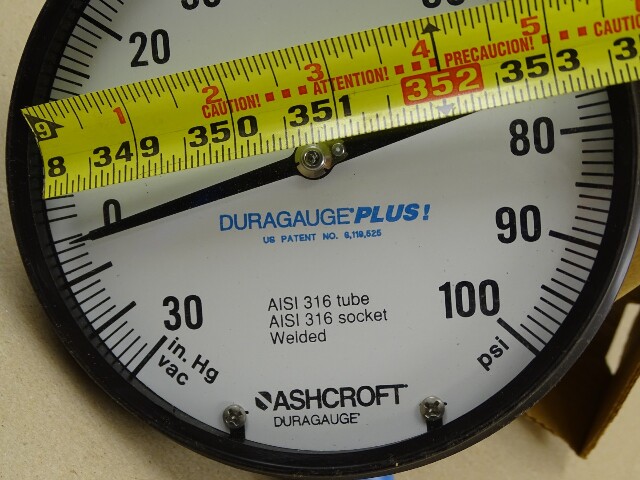 20
1 2 CAUTION! 3 ATTENTION! 4 PRECAUCION! 5 CAUTI
9
8 349 350 351 352 353
80
0
DURAGAUGE® PLUS!
US PATENT NO. 6,119,525
90
30
in. Hg
vac
AISI 316 tube
AISI 316 socket
Welded
100
psi
ASHCROFT®
DURAGAUGE®